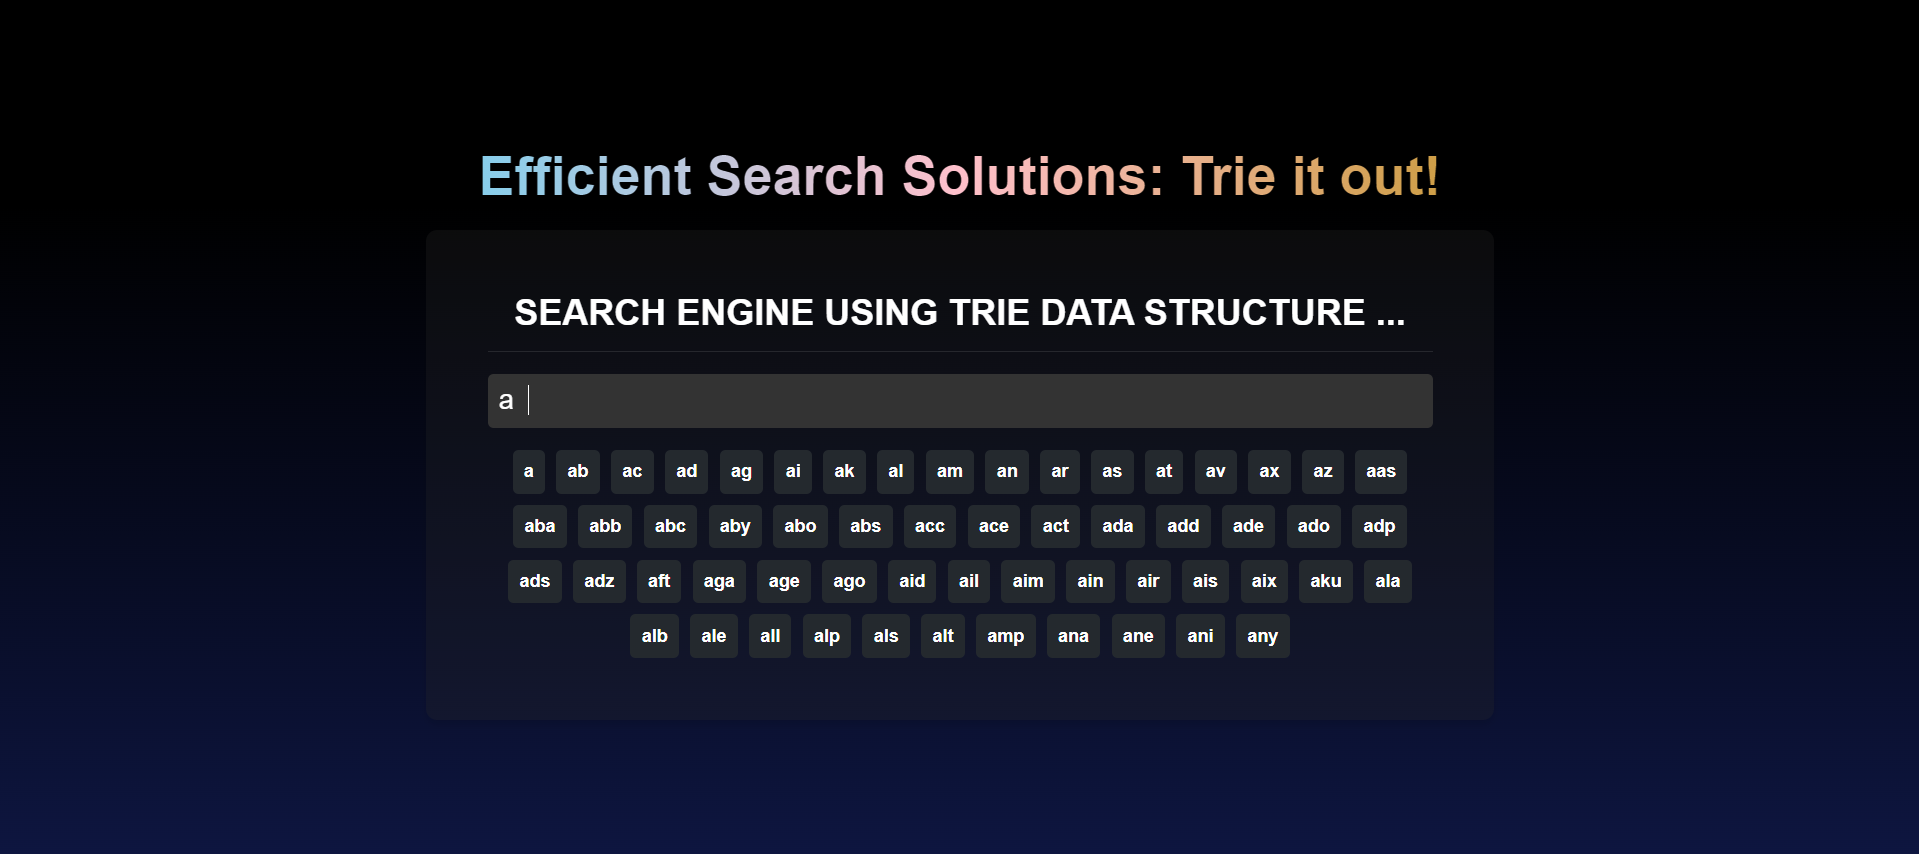 Efficient Search Solutions: Trie it out!
SEARCH ENGINE USING TRIE DATA STRUCTURE ...
a
a ab ac ad ag ai ak al am an ar as at av ax az aas
aba abb abc aby abo abs acc ace act ada add ade ado adp
ads adz aft aga age ago aid ail aim ain air ais aix aku ala
alb ale all alp als alt amp ana ane ani any